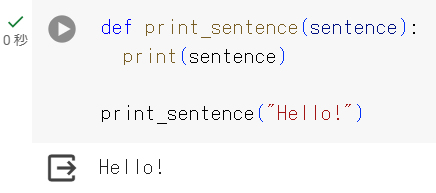 def print_sentence(sentence):
  print(sentence)
0 秒
print_sentence("Hello!")
Hello!